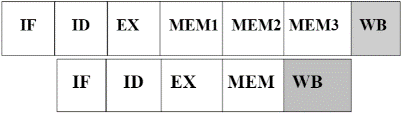 IF ID EX MEM1 MEM2 MEM3 WB
IF ID EX MEM WB